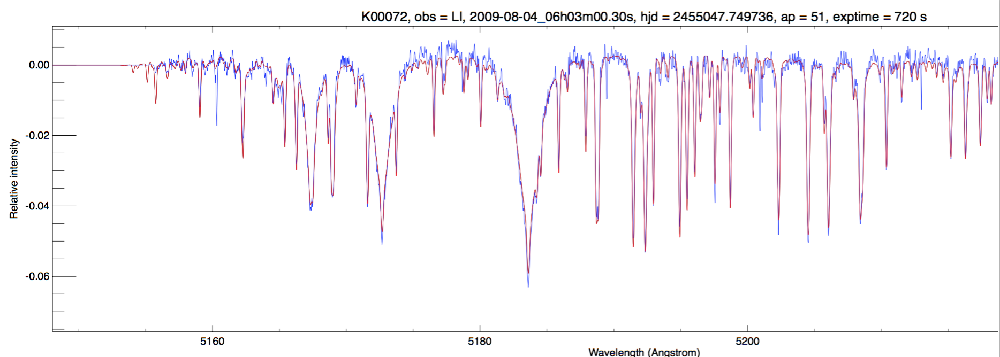 K00072, obs = LI, 2009-08-04_06h03m00.30s, hjd = 2455047.749736, ap = 51, exptime = 720 s
0.00
-0.02
-0.04
-0.06
Relative intensity
5160 5180 5200
Wavelength (Angstrom)